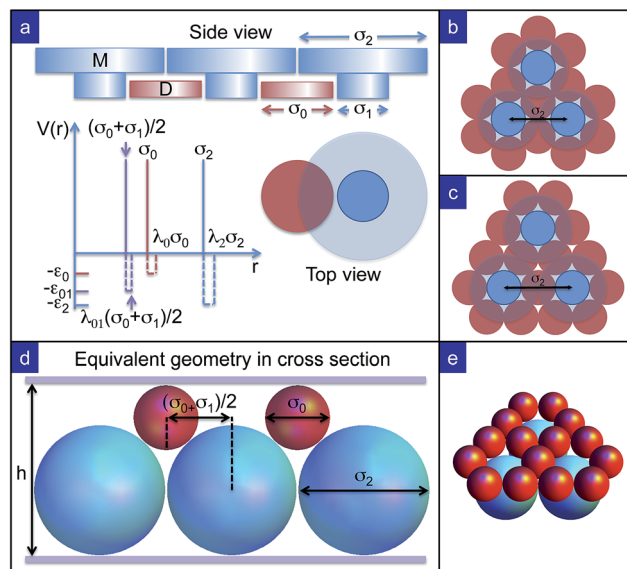 a
Side view
σ₂
M
D
σ₀
σ₁
V(r)
(σ₀+σ₁)/2
σ₀
σ₂
λ₀σ₀
λ₂σ₂
r
-ε₀
-ε₀₁
-ε₂
λ₀₁(σ₀+σ₁)/2
Top view
b
σ₂
c
σ₂
d
Equivalent geometry in cross section
(σ₀+σ₁)/2
σ₀
h
σ₂
e